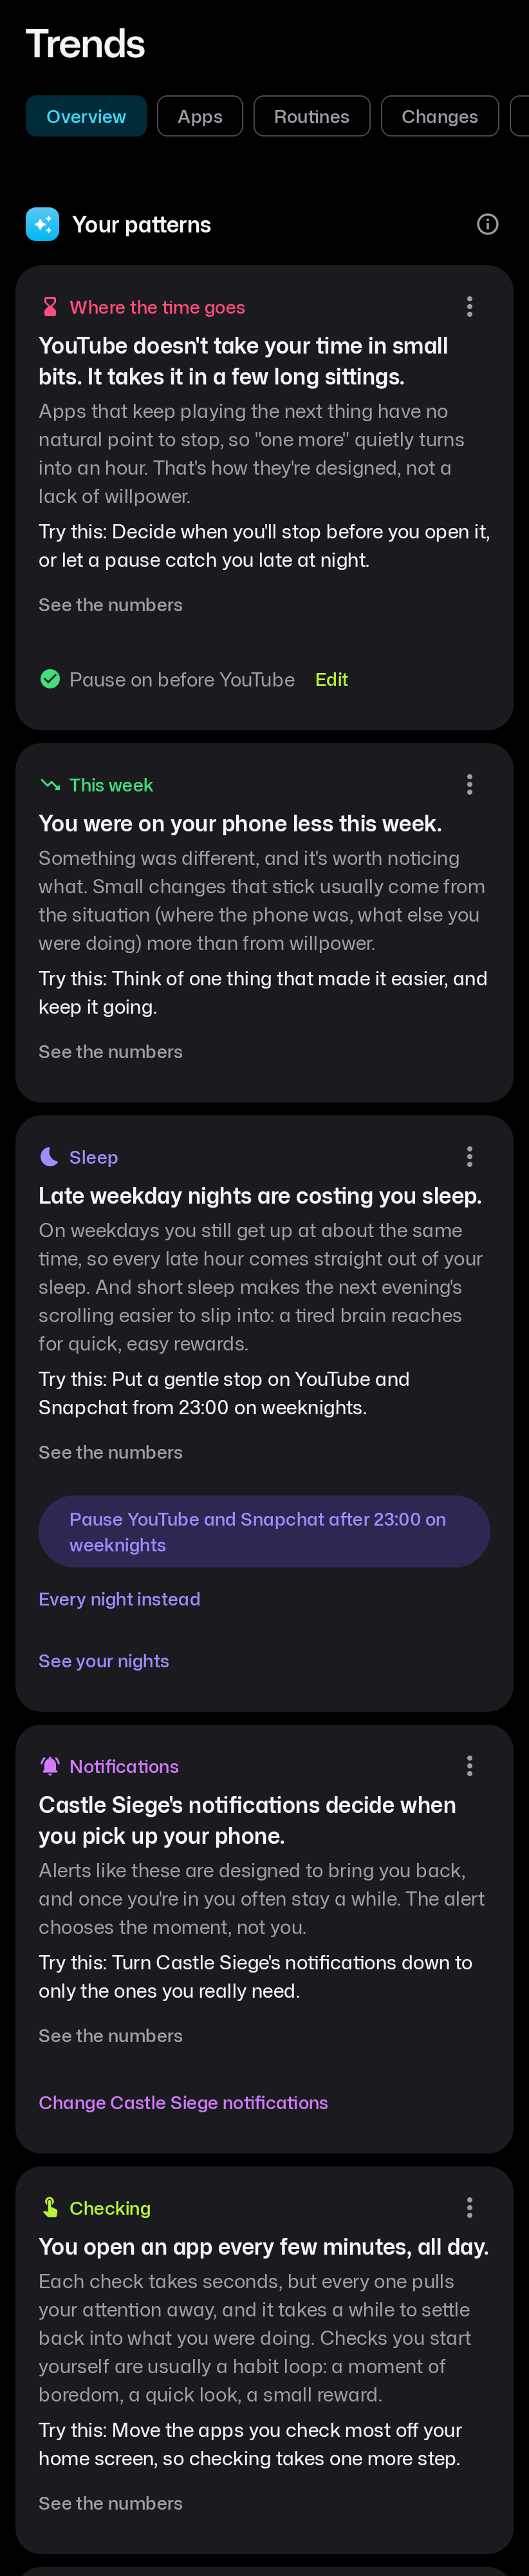 Trends
Overview
Apps
Routines
Changes
Your patterns
Where the time goes
YouTube doesn't take your time in small
bits. It takes it in a few long sittings.
Apps that keep playing the next thing have no
natural point to stop, so "one more" quietly turns
into an hour. That's how they're designed, not a
lack of willpower.
Try this: Decide when you'll stop before you open it,
or let a pause catch you late at night.
See the numbers
Pause on before YouTube
Edit
This week
You were on your phone less this week.
Something was different, and it's worth noticing
what. Small changes that stick usually come from
the situation (where the phone was, what else you
were doing) more than from willpower.
Try this: Think of one thing that made it easier, and
keep it going.
See the numbers
Sleep
Late weekday nights are costing you sleep.
On weekdays you still get up at about the same
time, so every late hour comes straight out of your
sleep. And short sleep makes the next evening's
scrolling easier to slip into: a tired brain reaches
for quick, easy rewards.
Try this: Put a gentle stop on YouTube and
Snapchat from 23:00 on weeknights.
See the numbers
Pause YouTube and Snapchat after 23:00 on
weeknights
Every night instead
See your nights
Notifications
Castle Siege's notifications decide when
you pick up your phone.
Alerts like these are designed to bring you back,
and once you're in you often stay a while. The alert
chooses the moment, not you.
Try this: Turn Castle Siege's notifications down to
only the ones you really need.
See the numbers
Change Castle Siege notifications
Checking
You open an app every few minutes, all day.
Each check takes seconds, but every one pulls
your attention away, and it takes a while to settle
back into what you were doing. Checks you start
yourself are usually a habit loop: a moment of
boredom, a quick look, a small reward.
Try this: Move the apps you check most off your
home screen, so checking takes one more step.
See the numbers